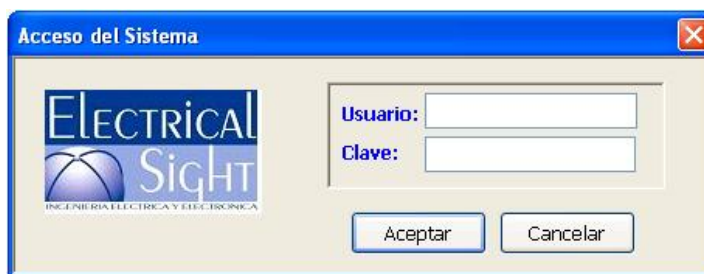 Acceso del Sistema
ELECTRiCAl
SiGHT
INGENIERIA ELECTRICA Y ELECTRONICA
Usuario:
Clave:
Aceptar
Cancelar